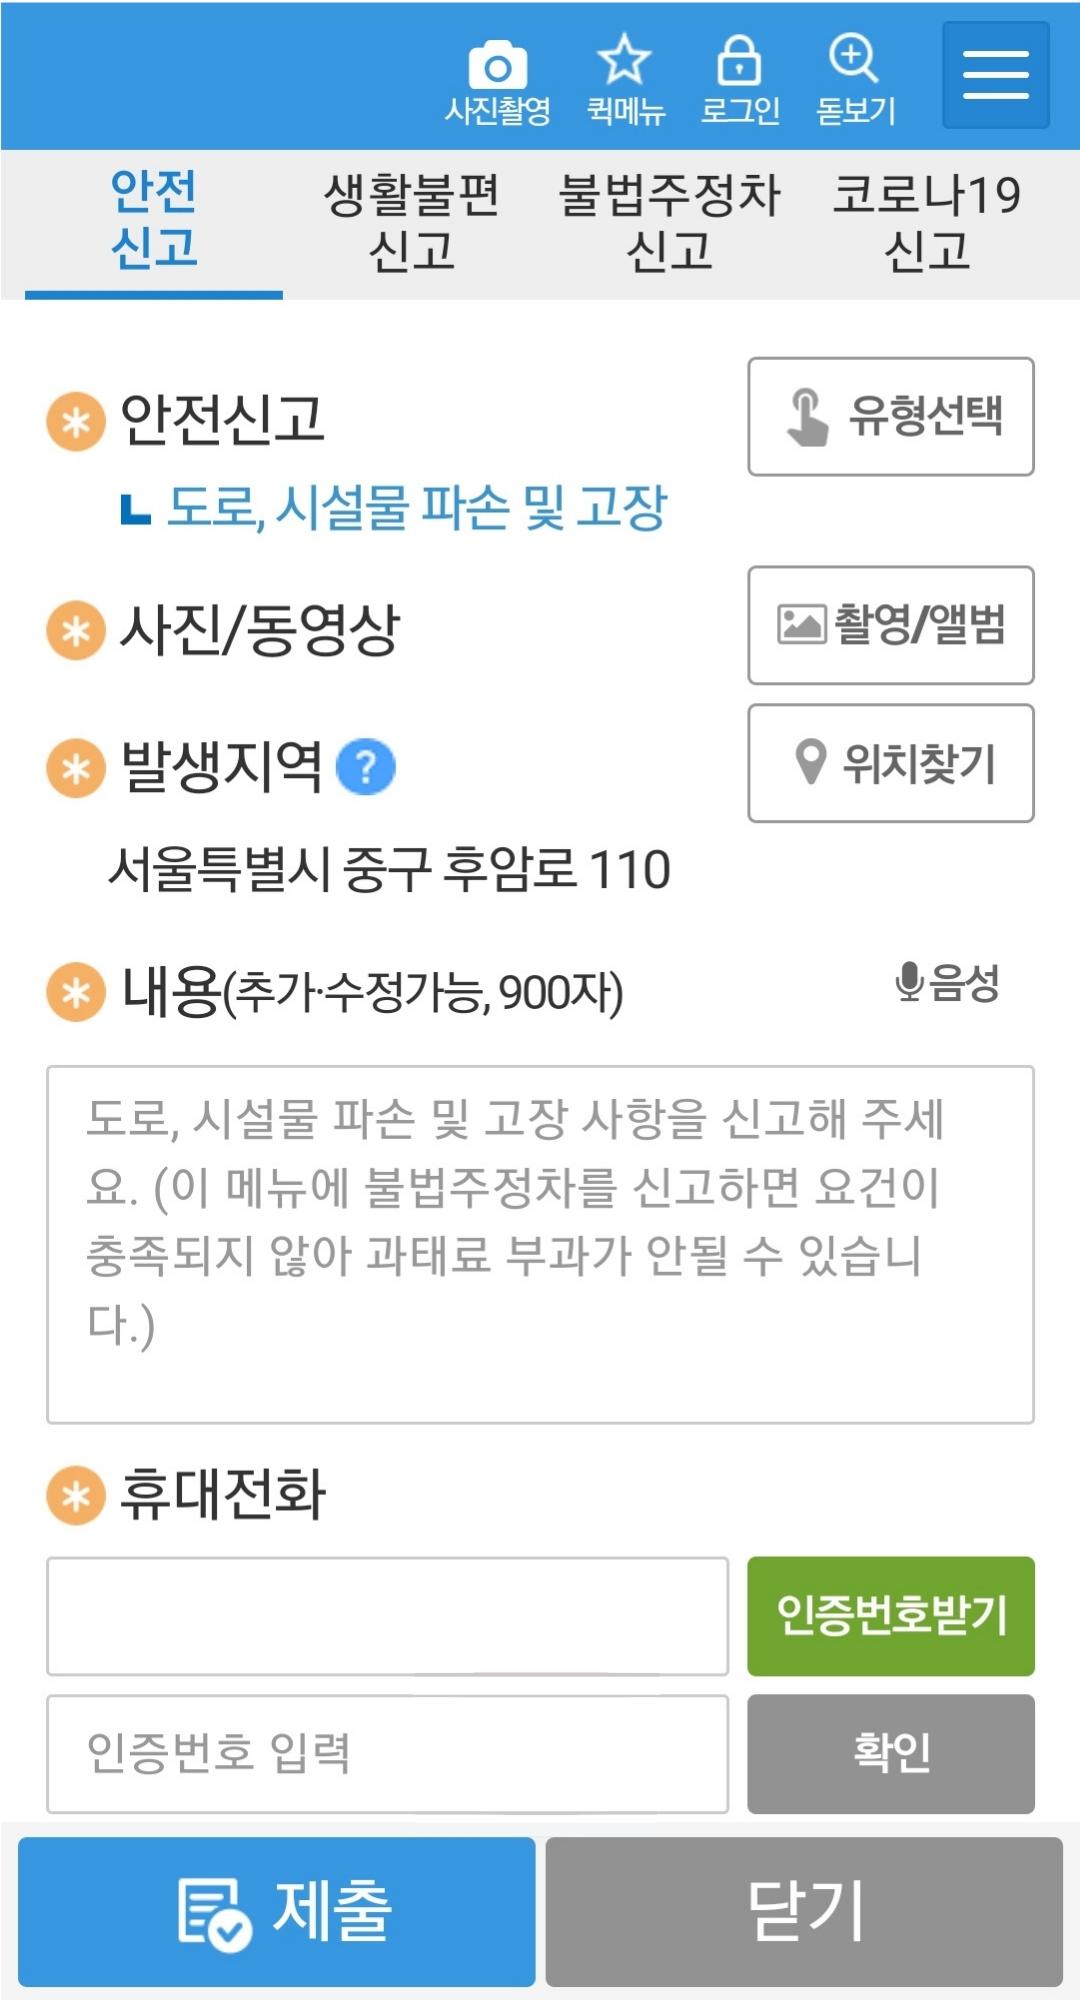 사진촬영 퀵메뉴 로그인 돋보기
안전
신고
생활불편
신고
불법주정차
신고
코로나19
신고
안전신고
유형선택
도로, 시설물 파손 및 고장
사진/동영상
촬영/앨범
발생지역 ?
위치찾기
서울특별시 중구 후암로 110
내용(추가·수정가능, 900자)
음성
도로, 시설물 파손 및 고장 사항을 신고해 주세
요. (이 메뉴에 불법주정차를 신고하면 요건이
충족되지 않아 과태료 부과가 안될 수 있습니
다.)
휴대전화
인증번호받기
인증번호 입력
확인
제출
닫기